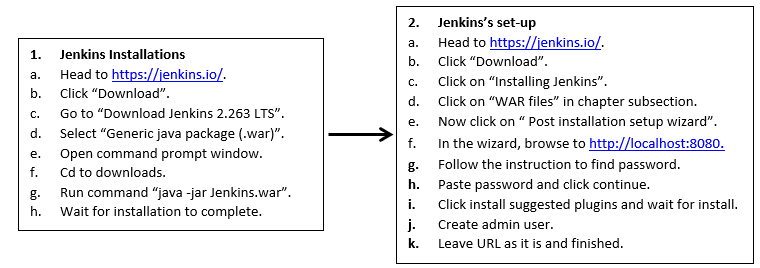 1. Jenkins Installations
a. Head to https://jenkins.io/.
b. Click “Download”.
c. Go to “Download Jenkins 2.263 LTS”.
d. Select “Generic java package (.war)”.
e. Open command prompt window.
f. Cd to downloads.
g. Run command “java -jar Jenkins.war”.
h. Wait for installation to complete.
2. Jenkins’s set-up
a. Head to https://jenkins.io/.
b. Click “Download”.
c. Click on “Installing Jenkins”.
d. Click on “WAR files” in chapter subsection.
e. Now click on “ Post installation setup wizard”.
f. In the wizard, browse to http://localhost:8080.
g. Follow the instruction to find password.
h. Paste password and click continue.
i. Click install suggested plugins and wait for install.
j. Create admin user.
k. Leave URL as it is and finished.